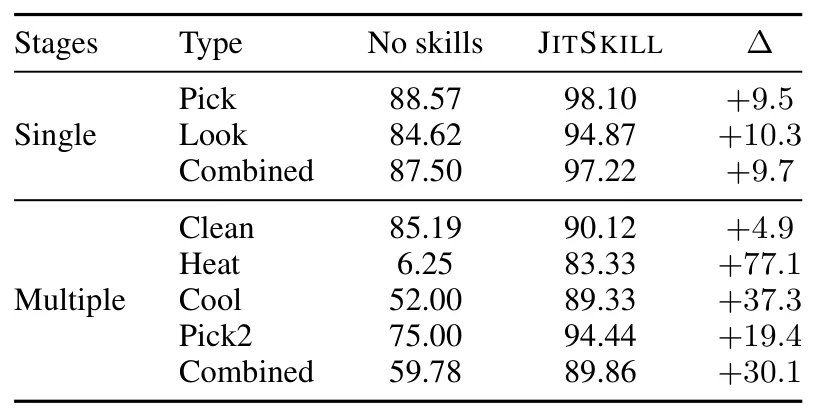 Stages Type No skills JITSKILL Δ
Pick 88.57 98.10 +9.5
Single Look 84.62 94.87 +10.3
Combined 87.50 97.22 +9.7
Clean 85.19 90.12 +4.9
Heat 6.25 83.33 +77.1
Multiple Cool 52.00 89.33 +37.3
Pick2 75.00 94.44 +19.4
Combined 59.78 89.86 +30.1